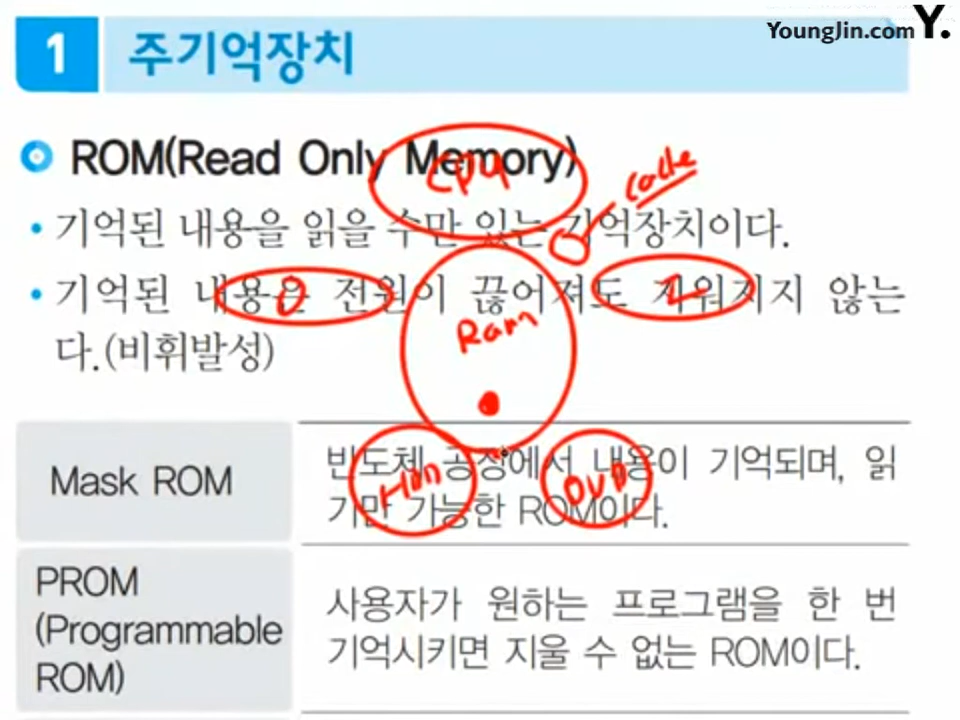 YoungJin.com Y.
1 주기억장치
ROM(Read Only Memory)
CPU
cache
• 기억된 내용을 읽을 수만 있는 기억장치이다.
• 기억된 내용은 전원이 끊어져도 지워지지 않는
다.(비휘발성)
Ram
Mask ROM
반도체 공장에서 내용이 기억되며, 읽
기만 가능한 ROM이다.
DVD
PROM
(Programmable
ROM)
사용자가 원하는 프로그램을 한 번
기억시키면 지울 수 없는 ROM이다.